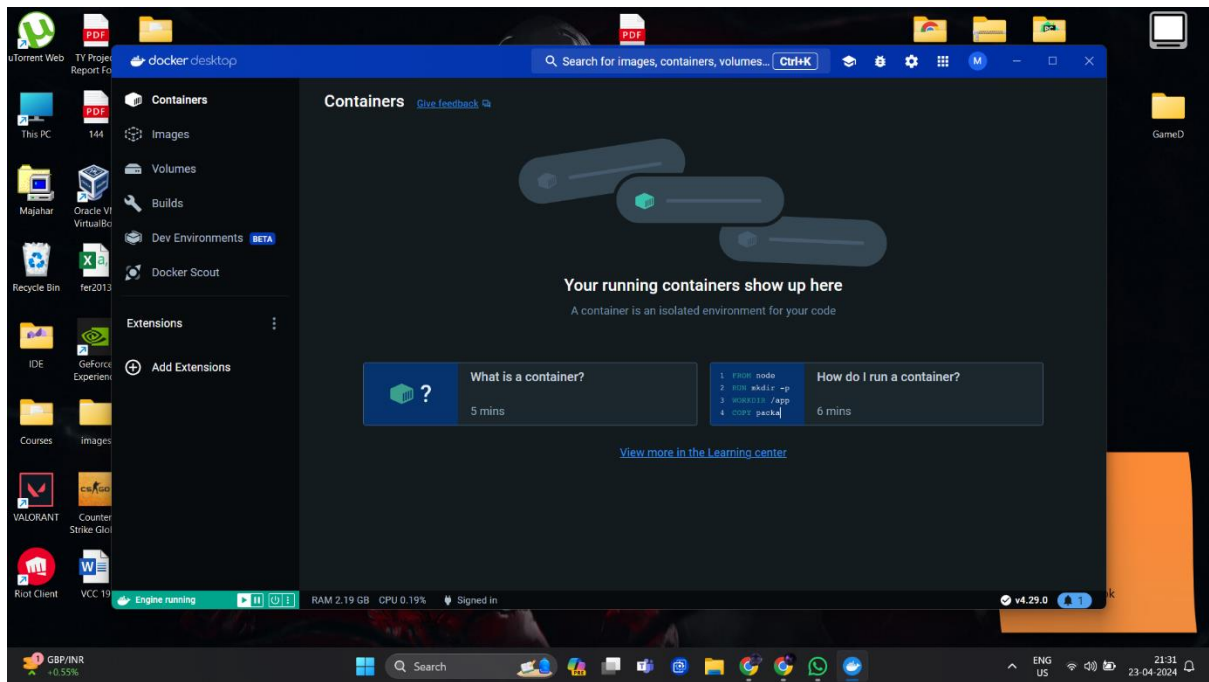 PDF
PDF
uTorrent Web
TY Projec
Report Fo
docker desktop
Search for images, containers, volumes...
Ctrl+K
M
Containers
Images
Volumes
Builds
Dev Environments
BETA
Docker Scout
Extensions
Add Extensions
Containers
Give feedback
Your running containers show up here
A container is an isolated environment for your code
?
What is a container?
5 mins
1 FROM node
2 RUN mkdir -p
3 WORKDIR /app
4 COPY packa
How do I run a container?
6 mins
View more in the Learning center
PDF
This PC
144
GameD
Majahar
Oracle VM
VirtualBo
Recycle Bin
fer2013
IDE
GeForce
Experienc
Courses
images
VALORANT
CS GO
Counter
Strike Glob
Riot Client
W
VCC 19
Engine running
RAM 2.19 GB
CPU 0.19%
Signed in
v4.29.0
1
1
GBP/INR
+0.55%
Search
ENG
US
21:31
23-04-2024